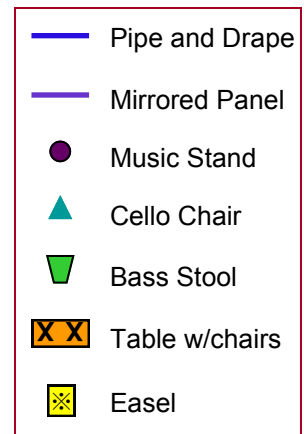 Pipe and Drape
Mirrored Panel
Music Stand
Cello Chair
Bass Stool
X X Table w/chairs
※ Easel